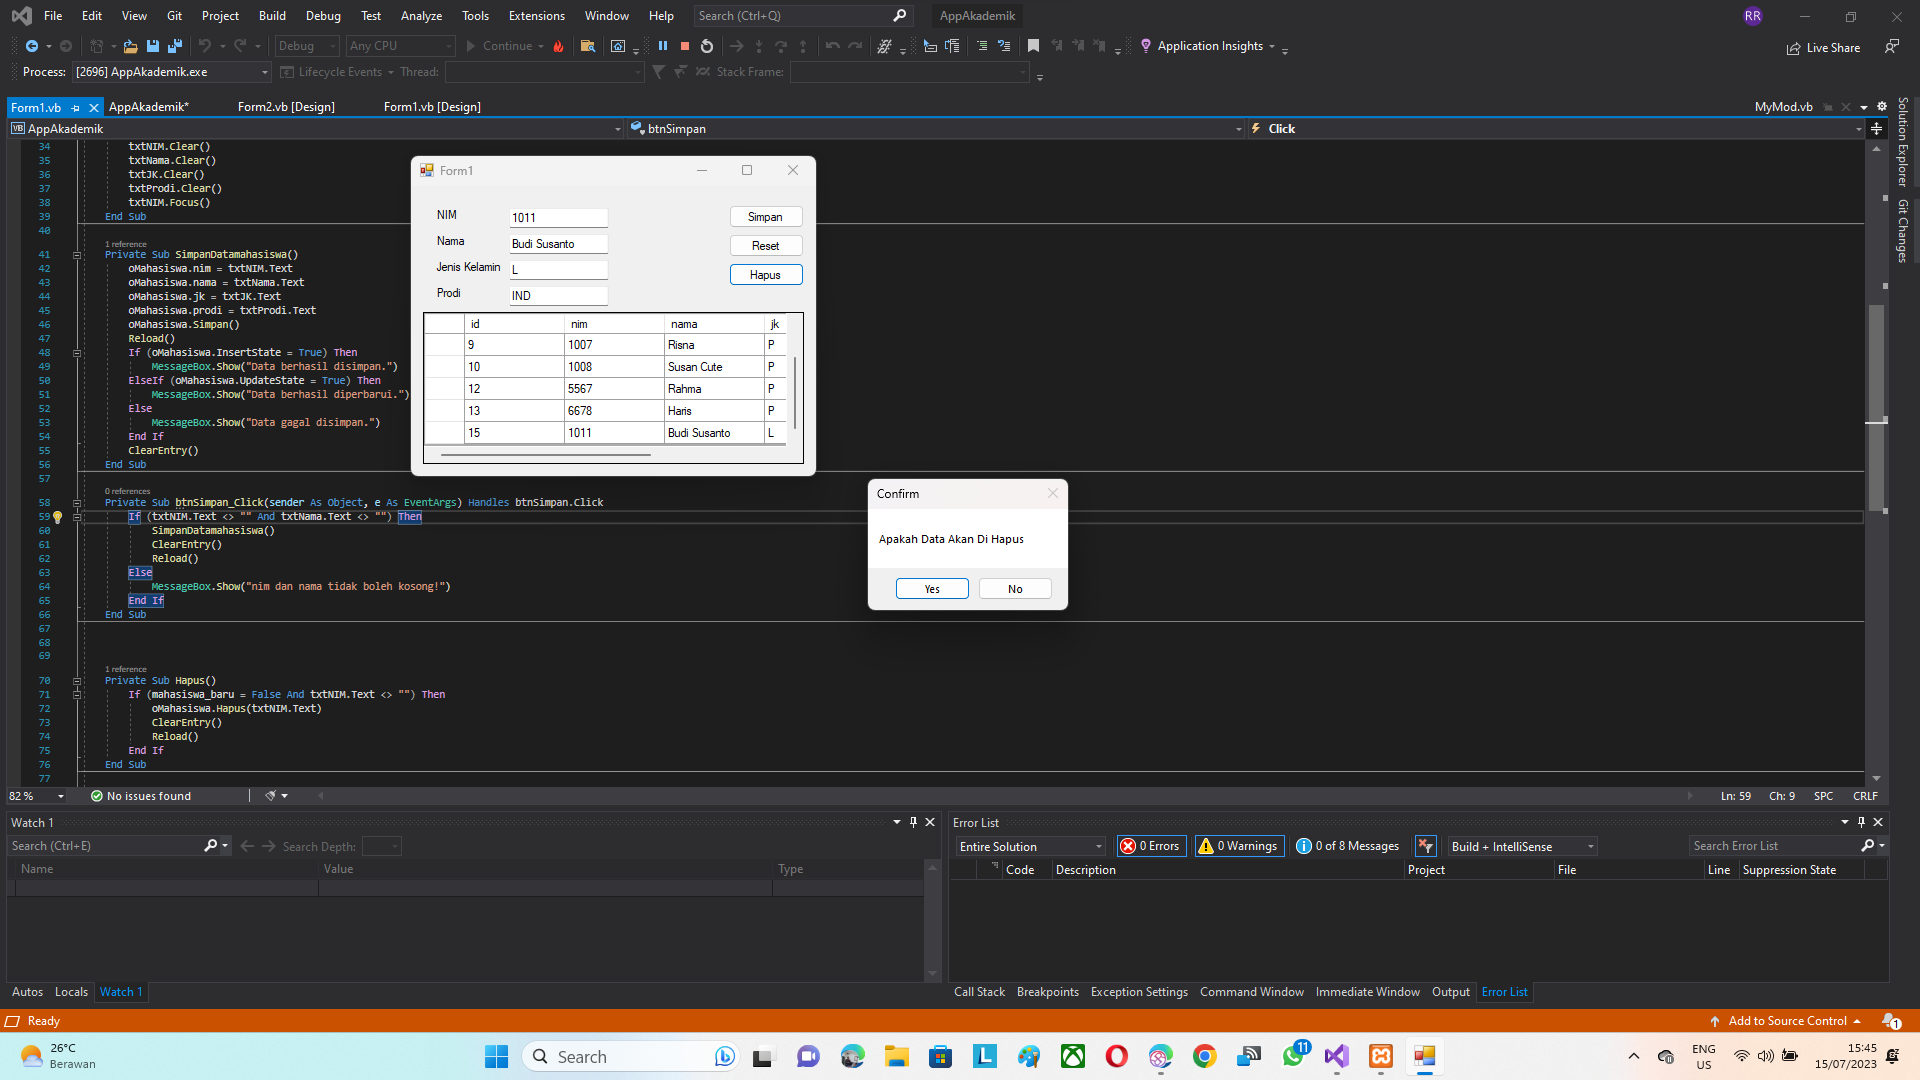 File Edit View Git Project Build Debug Test Analyze Tools Extensions Window Help Search (Ctrl+Q) AppAkademik RR
Debug Any CPU Continue Application Insights Live Share
Process: [2696] AppAkademik.exe Lifecycle Events Thread: Stack Frame:
Form1.vb AppAkademik* Form2.vb [Design] Form1.vb [Design] MyMod.vb
VB AppAkademik btnSimpan Click
Solution Explorer
Git Changes
34 txtNIM.Clear()
35 txtNama.Clear()
36 txtJK.Clear()
37 txtProdi.Clear()
38 txtNIM.Focus()
39 End Sub
40
1 reference
41 Private Sub SimpanDatamahasiswa()
42 oMahasiswa.nim = txtNIM.Text
43 oMahasiswa.nama = txtNama.Text
44 oMahasiswa.jk = txtJK.Text
45 oMahasiswa.prodi = txtProdi.Text
46 oMahasiswa.Simpan()
47 Reload()
48 If (oMahasiswa.InsertState = True) Then
49 MessageBox.Show("Data berhasil disimpan.")
50 ElseIf (oMahasiswa.UpdateState = True) Then
51 MessageBox.Show("Data berhasil diperbarui.")
52 Else
53 MessageBox.Show("Data gagal disimpan.")
54 End If
55 ClearEntry()
56 End Sub
57
0 references
58 Private Sub btnSimpan_Click(sender As Object, e As EventArgs) Handles btnSimpan.Click
59 If (txtNIM.Text <> "" And txtNama.Text <> "") Then
60 SimpanDatamahasiswa()
61 ClearEntry()
62 Reload()
63 Else
64 MessageBox.Show("nim dan nama tidak boleh kosong!")
65 End If
66 End Sub
67
68
69
1 reference
70 Private Sub Hapus()
71 If (mahasiswa_baru = False And txtNIM.Text <> "") Then
72 oMahasiswa.Hapus(txtNIM.Text)
73 ClearEntry()
74 Reload()
75 End If
76 End Sub
77
Form1
NIM 1011 Simpan
Nama Budi Susanto Reset
Jenis Kelamin L Hapus
Prodi IND
id nim nama jk
9 1007 Risna P
10 1008 Susan Cute P
12 5567 Rahma P
13 6678 Haris P
15 1011 Budi Susanto L
Confirm
Apakah Data Akan Di Hapus
Yes No
82 % No issues found Ln: 59 Ch: 9 SPC CRLF
Watch 1
Search (Ctrl+E) Search Depth:
Name Value Type
Autos Locals Watch 1
Error List
Entire Solution 0 Errors 0 Warnings 0 of 8 Messages Build + IntelliSense Search Error List
Code Description Project File Line Suppression State
Call Stack Breakpoints Exception Settings Command Window Immediate Window Output Error List
Ready Add to Source Control 1
26°C
Berawan
Search
L
11
ENG
US
15:45
15/07/2023